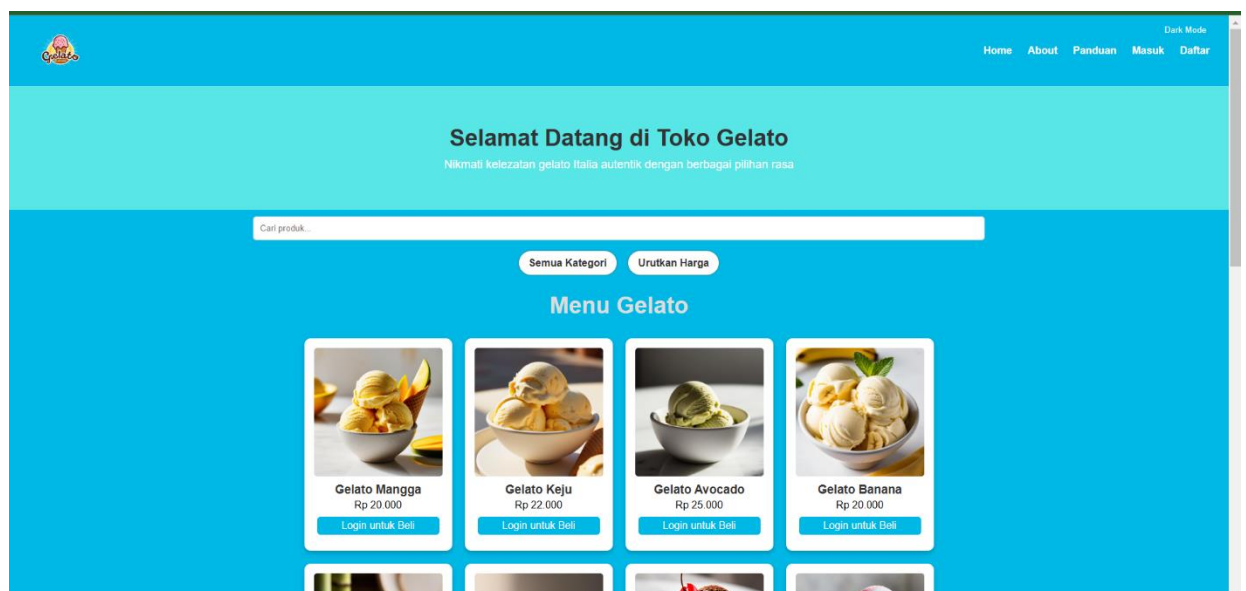 Gelato
Dark Mode
Home About Panduan Masuk Daftar
Selamat Datang di Toko Gelato
Nikmati kelezatan gelato Italia autentik dengan berbagai pilihan rasa
Cari produk...
Semua Kategori Urutkan Harga
Menu Gelato
Gelato Mangga Gelato Keju Gelato Avocado Gelato Banana
Rp 20.000 Rp 22.000 Rp 25.000 Rp 20.000
Login untuk Beli Login untuk Beli Login untuk Beli Login untuk Beli